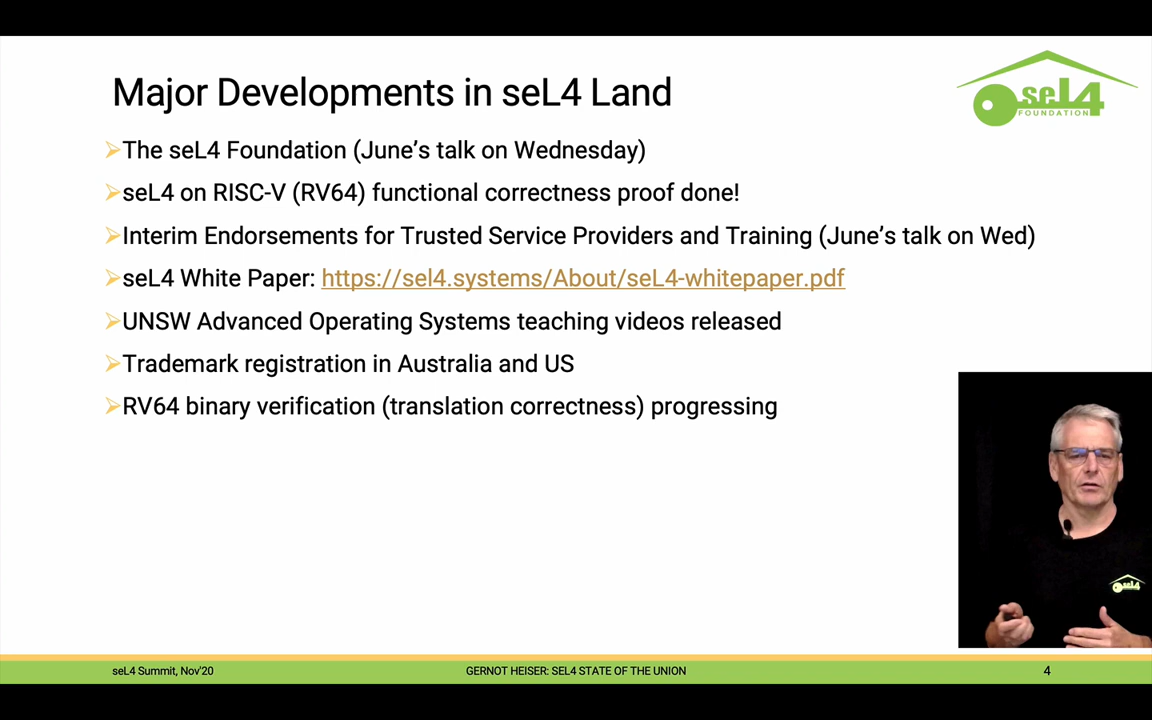 Major Developments in seL4 Land
seL4
FOUNDATION
The seL4 Foundation (June's talk on Wednesday)
seL4 on RISC-V (RV64) functional correctness proof done!
Interim Endorsements for Trusted Service Providers and Training (June's talk on Wed)
seL4 White Paper: https://sel4.systems/About/seL4-whitepaper.pdf
UNSW Advanced Operating Systems teaching videos released
Trademark registration in Australia and US
RV64 binary verification (translation correctness) progressing
seL4
seL4 Summit, Nov'20
GERNOT HEISER: SEL4 STATE OF THE UNION
4